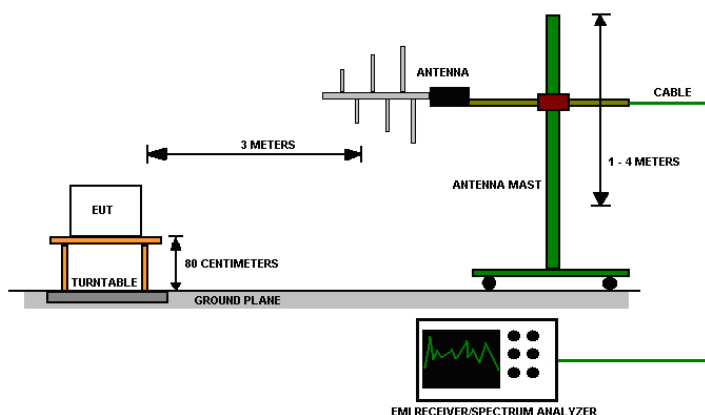 ANTENNA
CABLE
3 METERS
1 - 4 METERS
ANTENNA MAST
EUT
80 CENTIMETERS
TURNTABLE
GROUND PLANE
EMI RECEIVER/SPECTRUM ANALYZER